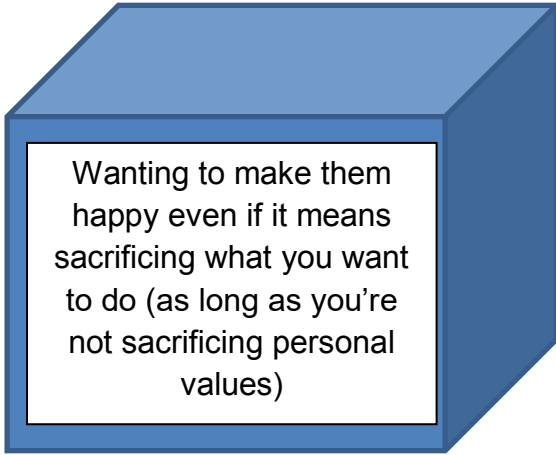 Wanting to make them
happy even if it means
sacrificing what you want
to do (as long as you’re
not sacrificing personal
values)